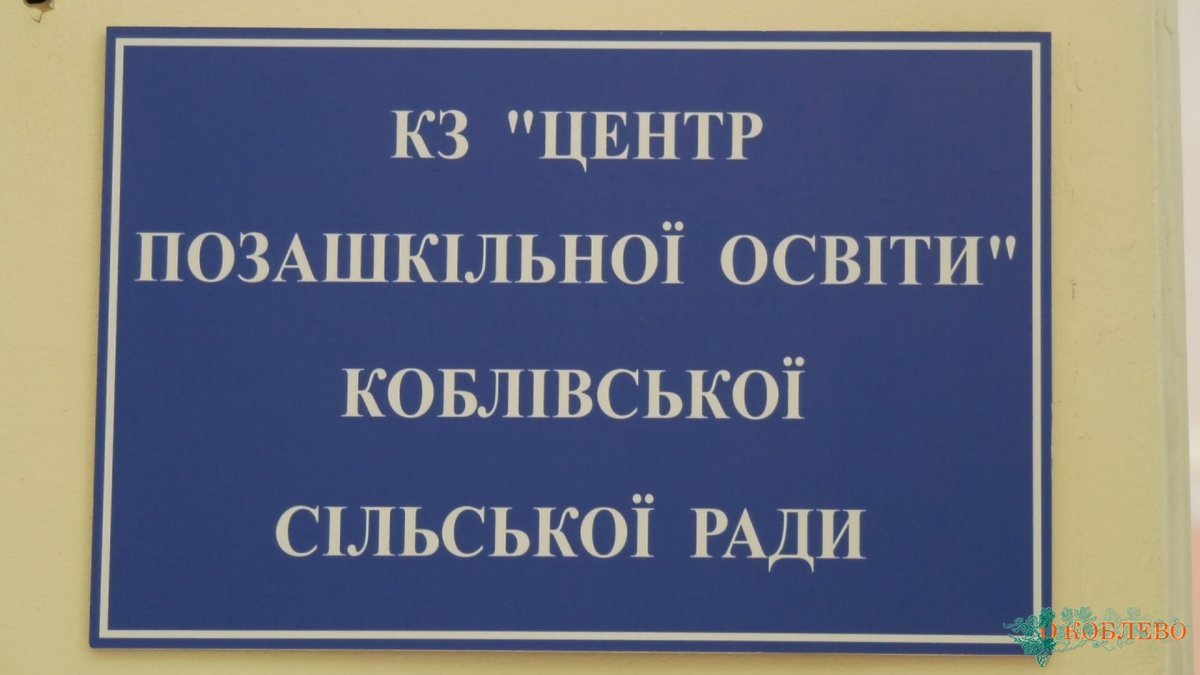 КЗ "ЦЕНТР
ПОЗАШКІЛЬНОЇ ОСВІТИ"
КОБЛІВСЬКОЇ
СІЛЬСЬКОЇ РАДИ
О КОБЛЕВО